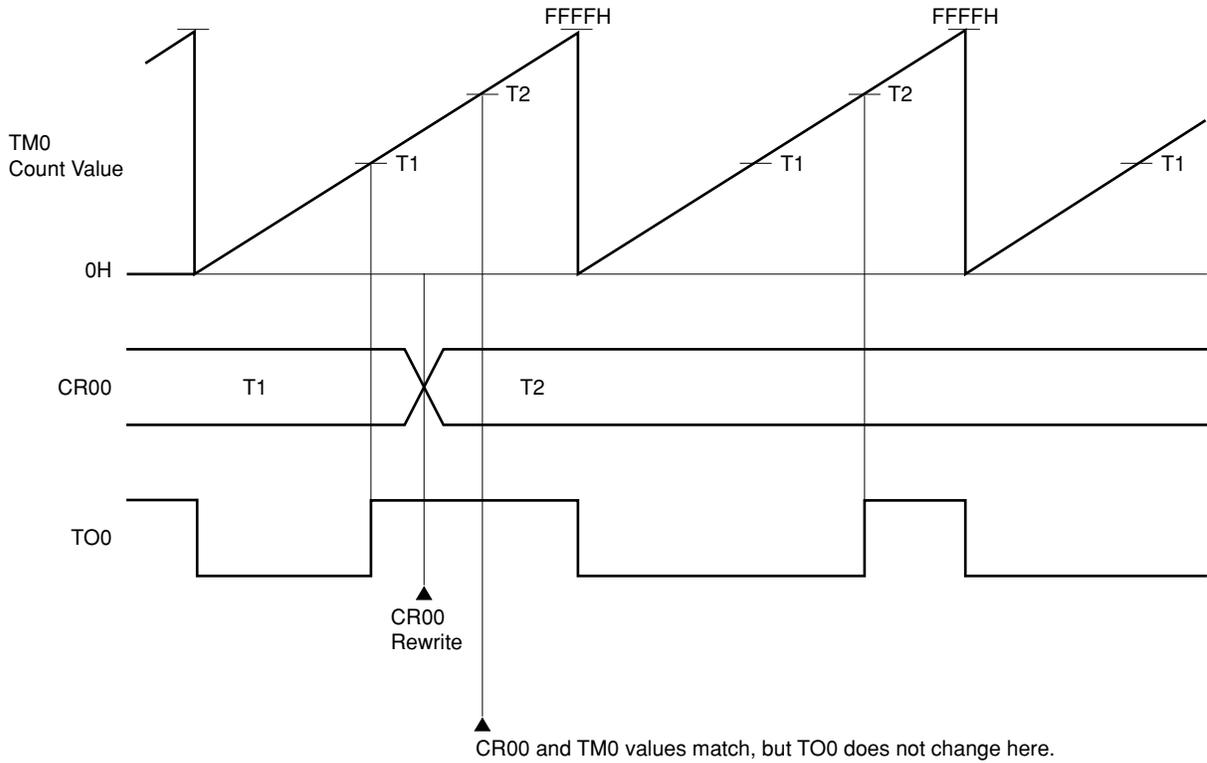 FFFFH
FFFFH
T2
T2
TM0
Count Value
T1
T1
T1
0H
CR00
T1
T2
TO0
CR00
Rewrite
CR00 and TM0 values match, but TO0 does not change here.